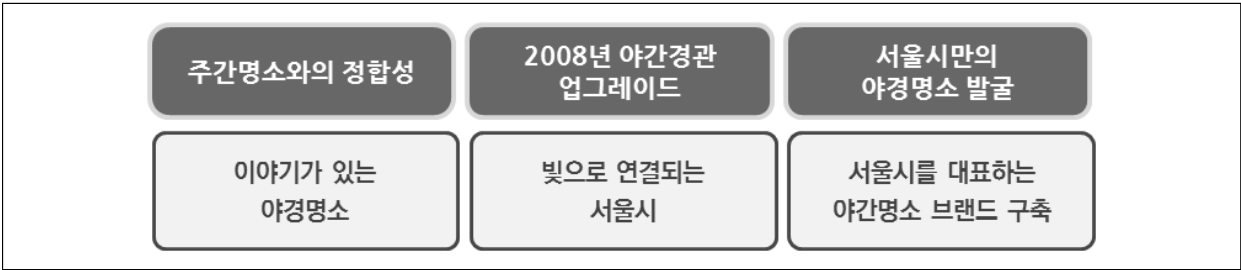 주간명소와의 정합성
2008년 야간경관
업그레이드
서울시만의
야경명소 발굴
이야기가 있는
야경명소
빛으로 연결되는
서울시
서울시를 대표하는
야간명소 브랜드 구축